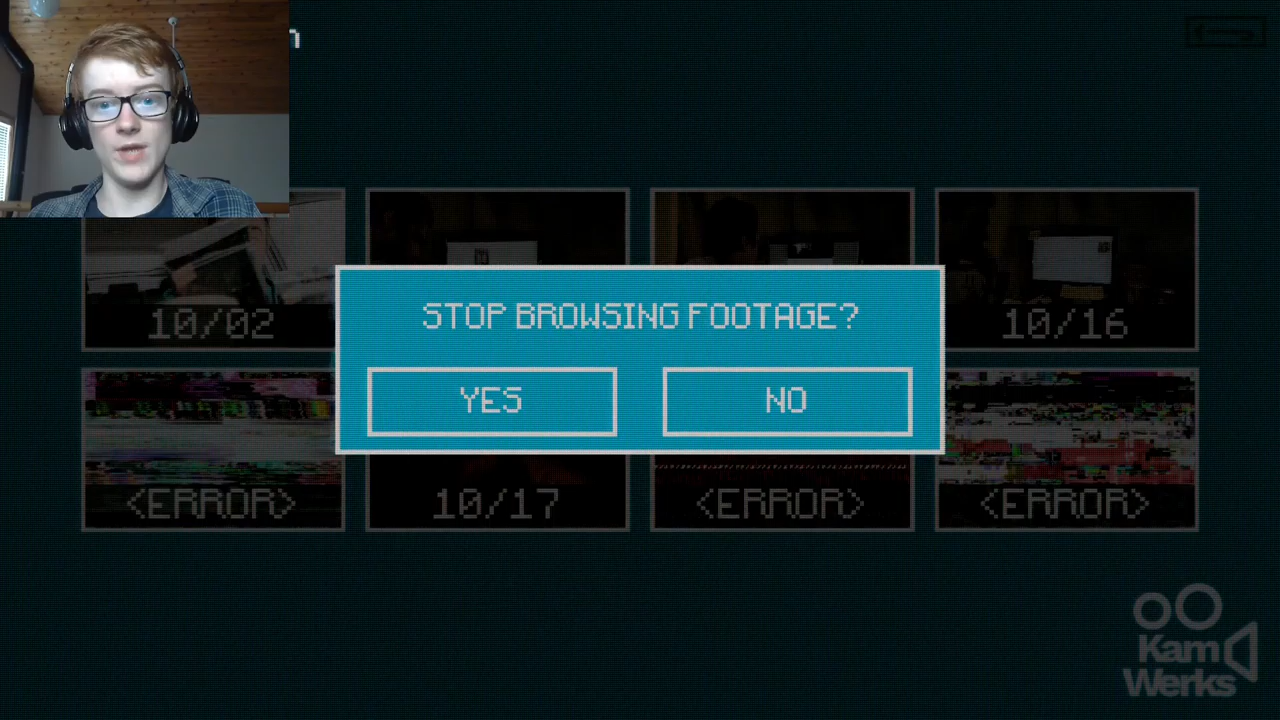 n
STOP BROWSING FOOTAGE?
YES
NO
10/02
10/16
<ERROR>
10/17
<ERROR>
<ERROR>
Kam
Werks